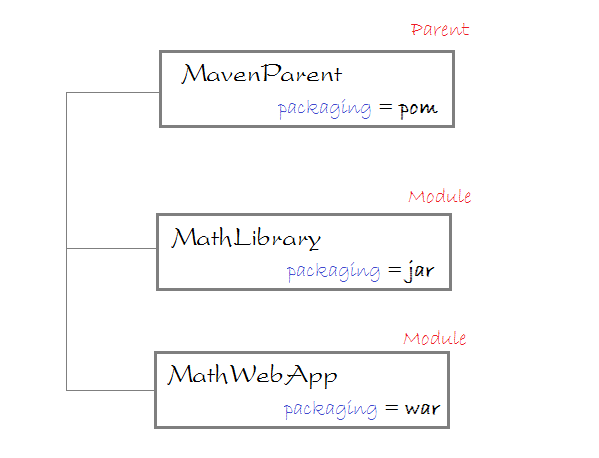 Parent
MavenParent
packaging = pom
Module
MathLibrary
packaging = jar
Module
MathWebApp
packaging = war